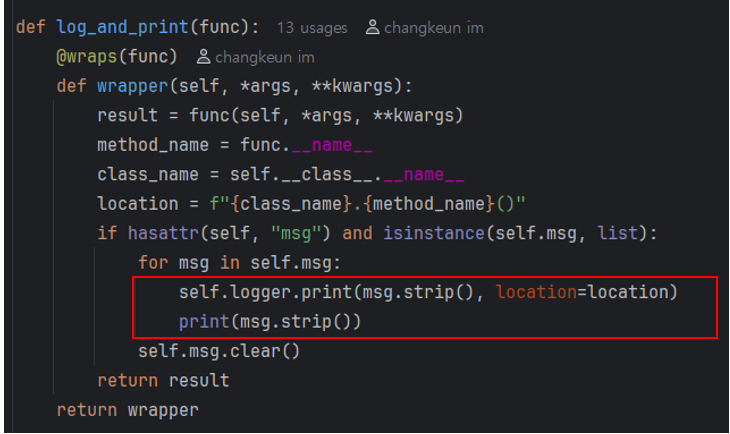 def log_and_print(func): 13 usages changkeun im
    @wraps(func) changkeun im
    def wrapper(self, *args, **kwargs):
        result = func(self, *args, **kwargs)
        method_name = func.__name__
        class_name = self.__class__.__name__
        location = f"{class_name}.{method_name}()"
        if hasattr(self, "msg") and isinstance(self.msg, list):
            for msg in self.msg:
                self.logger.print(msg.strip(), location=location)
                print(msg.strip())
            self.msg.clear()
        return result
    return wrapper